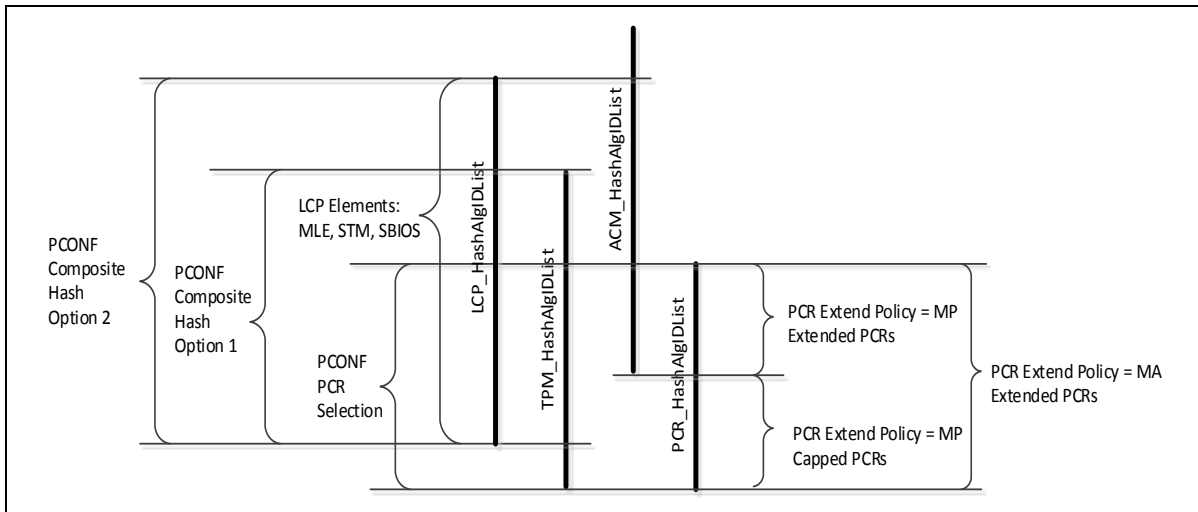 PCONF
Composite
Hash
Option 2
PCONF
Composite
Hash
Option 1
LCP Elements:
MLE, STM, SBIOS
PCONF
PCR
Selection
LCP_HashAlgIDList
TPM_HashAlgIDList
ACM_HashAlgIDList
PCR_HashAlgIDList
PCR Extend Policy = MP
Extended PCRs
PCR Extend Policy = MP
Capped PCRs
PCR Extend Policy = MA
Extended PCRs